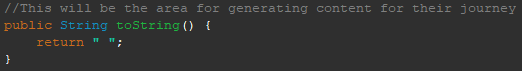 //This will be the area for generating content for their journey
public String toString() {
    return " ";
}